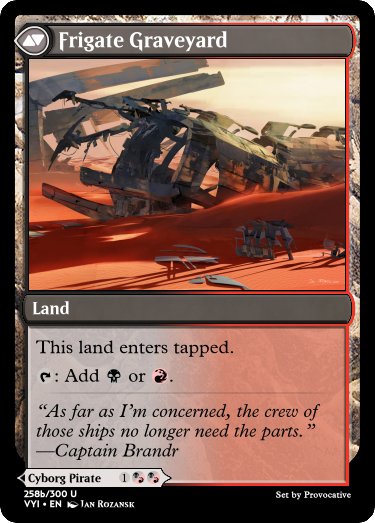 Frigate Graveyard
Land
This land enters tapped.
: Add or .
“As far as I’m concerned, the crew of
those ships no longer need the parts.”
—Captain Brandr
Cyborg Pirate 1
258b/300 U
VYI • EN JAN ROZANSK
Set by Provocative